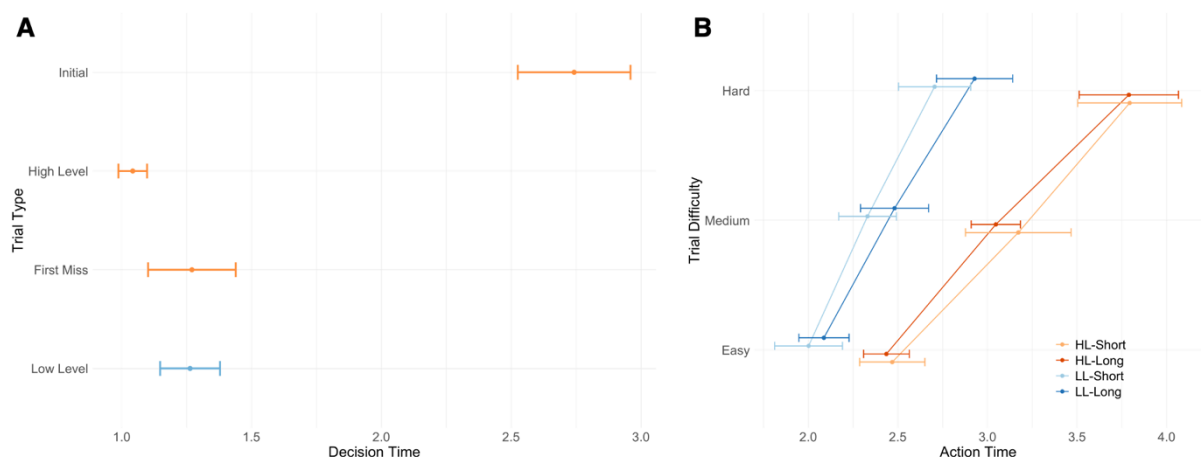 A
Trial Type
Initial
High Level
First Miss
Low Level
1.0 1.5 2.0 2.5 3.0
Decision Time
B
Trial Difficulty
Hard
Medium
Easy
HL-Short
HL-Long
LL-Short
LL-Long
2.0 2.5 3.0 3.5 4.0
Action Time